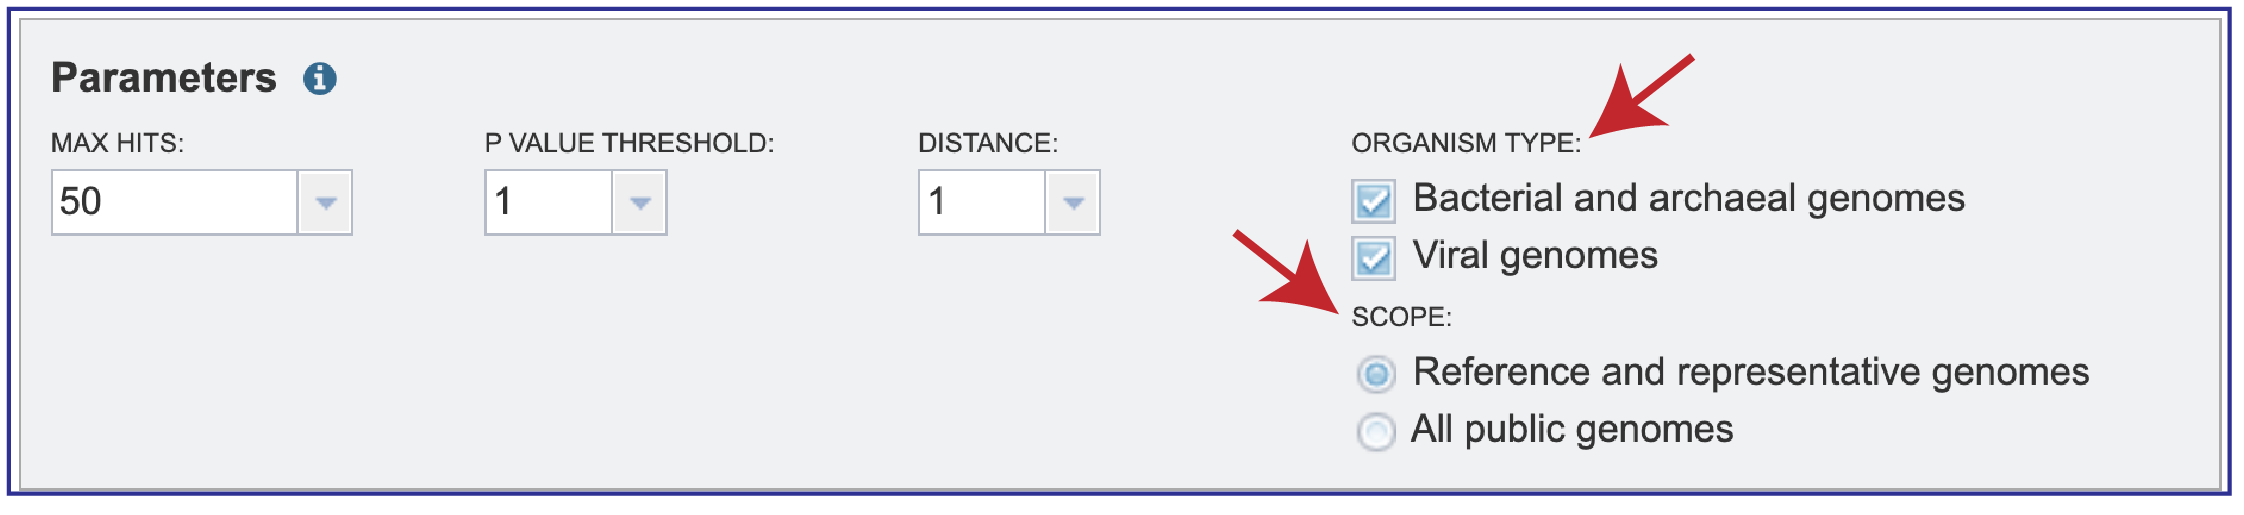 Parameters
MAX HITS:
50
P VALUE THRESHOLD:
1
DISTANCE:
1
ORGANISM TYPE:
Bacterial and archaeal genomes
Viral genomes
SCOPE:
Reference and representative genomes
All public genomes